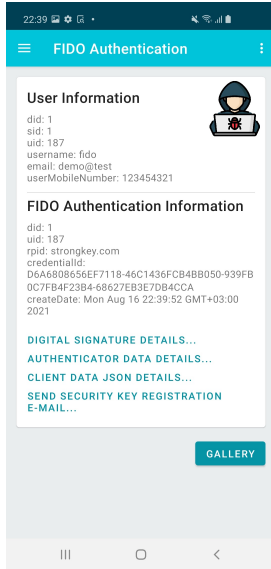 22:39
FIDO Authentication
User Information
did: 1
sid: 1
uid: 187
username: fido
email: demo@test
userMobileNumber: 123454321
FIDO Authentication Information
did: 1
uid: 187
rpid: strongkey.com
credentialId:
D6A6808656EF7118-46C1436FCB4BB050-939FB
0C7FB4F23B4-68627EB3E7DB4CCA
createDate: Mon Aug 16 22:39:52 GMT+03:00
2021
DIGITAL SIGNATURE DETAILS...
AUTHENTICATOR DATA DETAILS...
CLIENT DATA JSON DETAILS...
SEND SECURITY KEY REGISTRATION
E-MAIL...
GALLERY